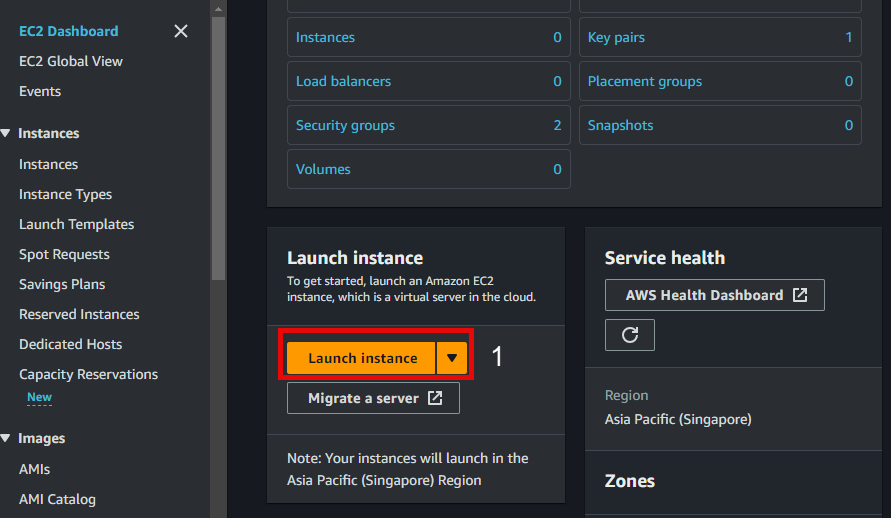 EC2 Dashboard
EC2 Global View
Events
Instances
Instances
Instance Types
Launch Templates
Spot Requests
Savings Plans
Reserved Instances
Dedicated Hosts
Capacity Reservations
New
Images
AMIs
AMI Catalog
Instances 0
Key pairs 1
Load balancers 0
Placement groups 0
Security groups 2
Snapshots 0
Volumes 0
Launch instance
To get started, launch an Amazon EC2
instance, which is a virtual server in the cloud.
Launch instance
1
Migrate a server
Note: Your instances will launch in the
Asia Pacific (Singapore) Region
Service health
AWS Health Dashboard
Region
Asia Pacific (Singapore)
Zones